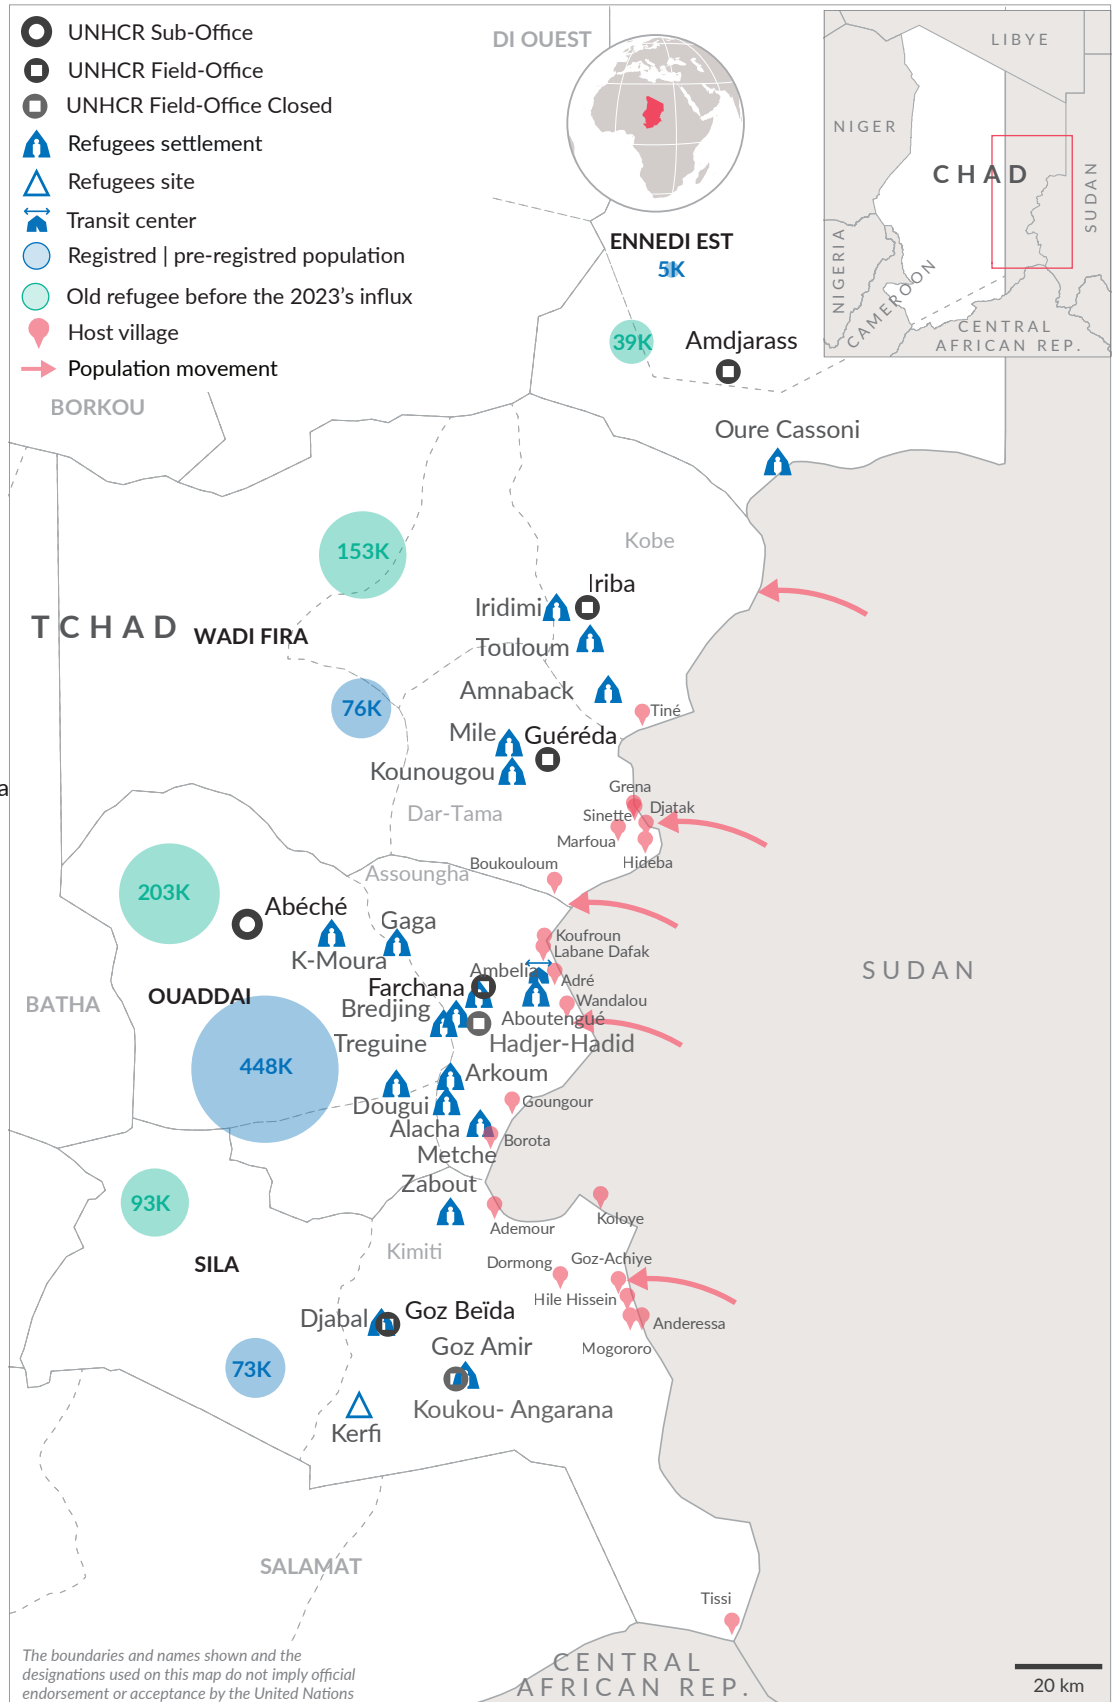 UNHCR Sub-Office
UNHCR Field-Office
UNHCR Field-Office Closed
Refugees settlement
Refugees site
Transit center
Registred | pre-registred population
Old refugee before the 2023's influx
Host village
Population movement
DI OUEST
LIBYE
NIGER
CHAD
SUDAN
NIGERIA
CAMEROON
CENTRAL
AFRICAN REP.
ENNEDI EST
5K
39K
Amdjarass
BORKOU
Oure Cassoni
153K
Kobe
Iriba
Iridimi
TCHAD
WADI FIRA
Touloum
Amnaback
76K
Tiné
Mile
Guéréda
Kounougou
a
Grena
Djatak
Sinette
Dar-Tama
Marfoua
Hideba
Boukouloum
Assoungha
203K
Abéché
Gaga
Koufroun
Labane Dafak
K-Moura
Ambelia
Adré
SUDAN
Farchana
OUADDAI
BATHA
Bredjing
Wandalou
Aboutengué
Treguine
Hadjer-Hadid
448K
Arkoum
Dougui
Goungour
Alacha
Borota
Metche
Zabout
93K
Koloye
Ademour
Kimiti
Dormong
Goz-Achiye
SILA
Hile Hissein
Djabal
Goz Beïda
Anderessa
Goz Amir
Mogororo
73K
Koukou- Angarana
Kerfi
SALAMAT
Tissi
The boundaries and names shown and the
designations used on this map do not imply official
endorsement or acceptance by the United Nations
CENTRAL
AFRICAN REP.
20 km